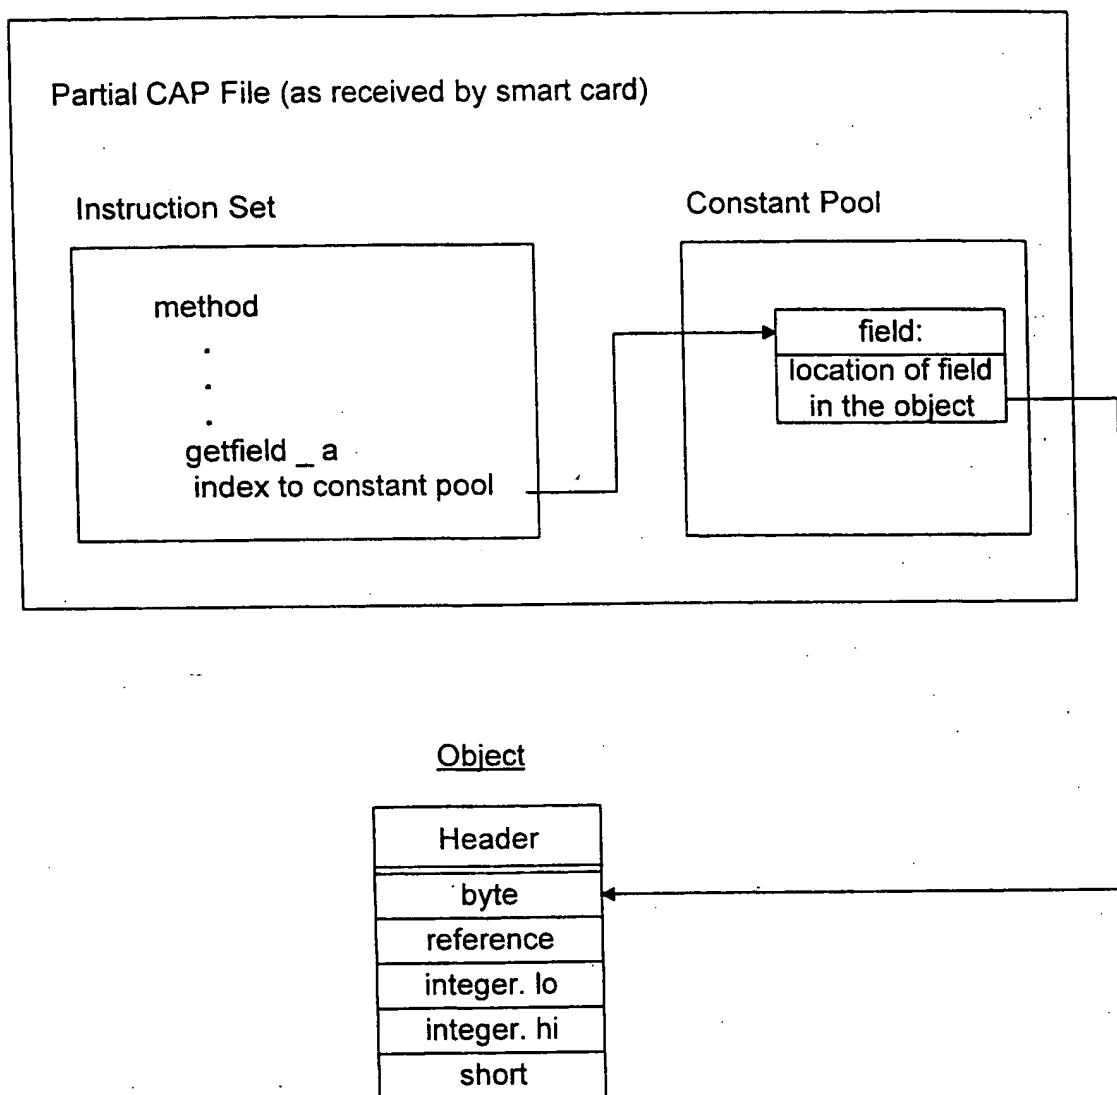 Partial CAP File (as received by smart card)
Instruction Set
Constant Pool
method
.
.
.
getfield _ a
index to constant pool
field:
location of field
in the object
Object
Header
byte
reference
integer. lo
integer. hi
short